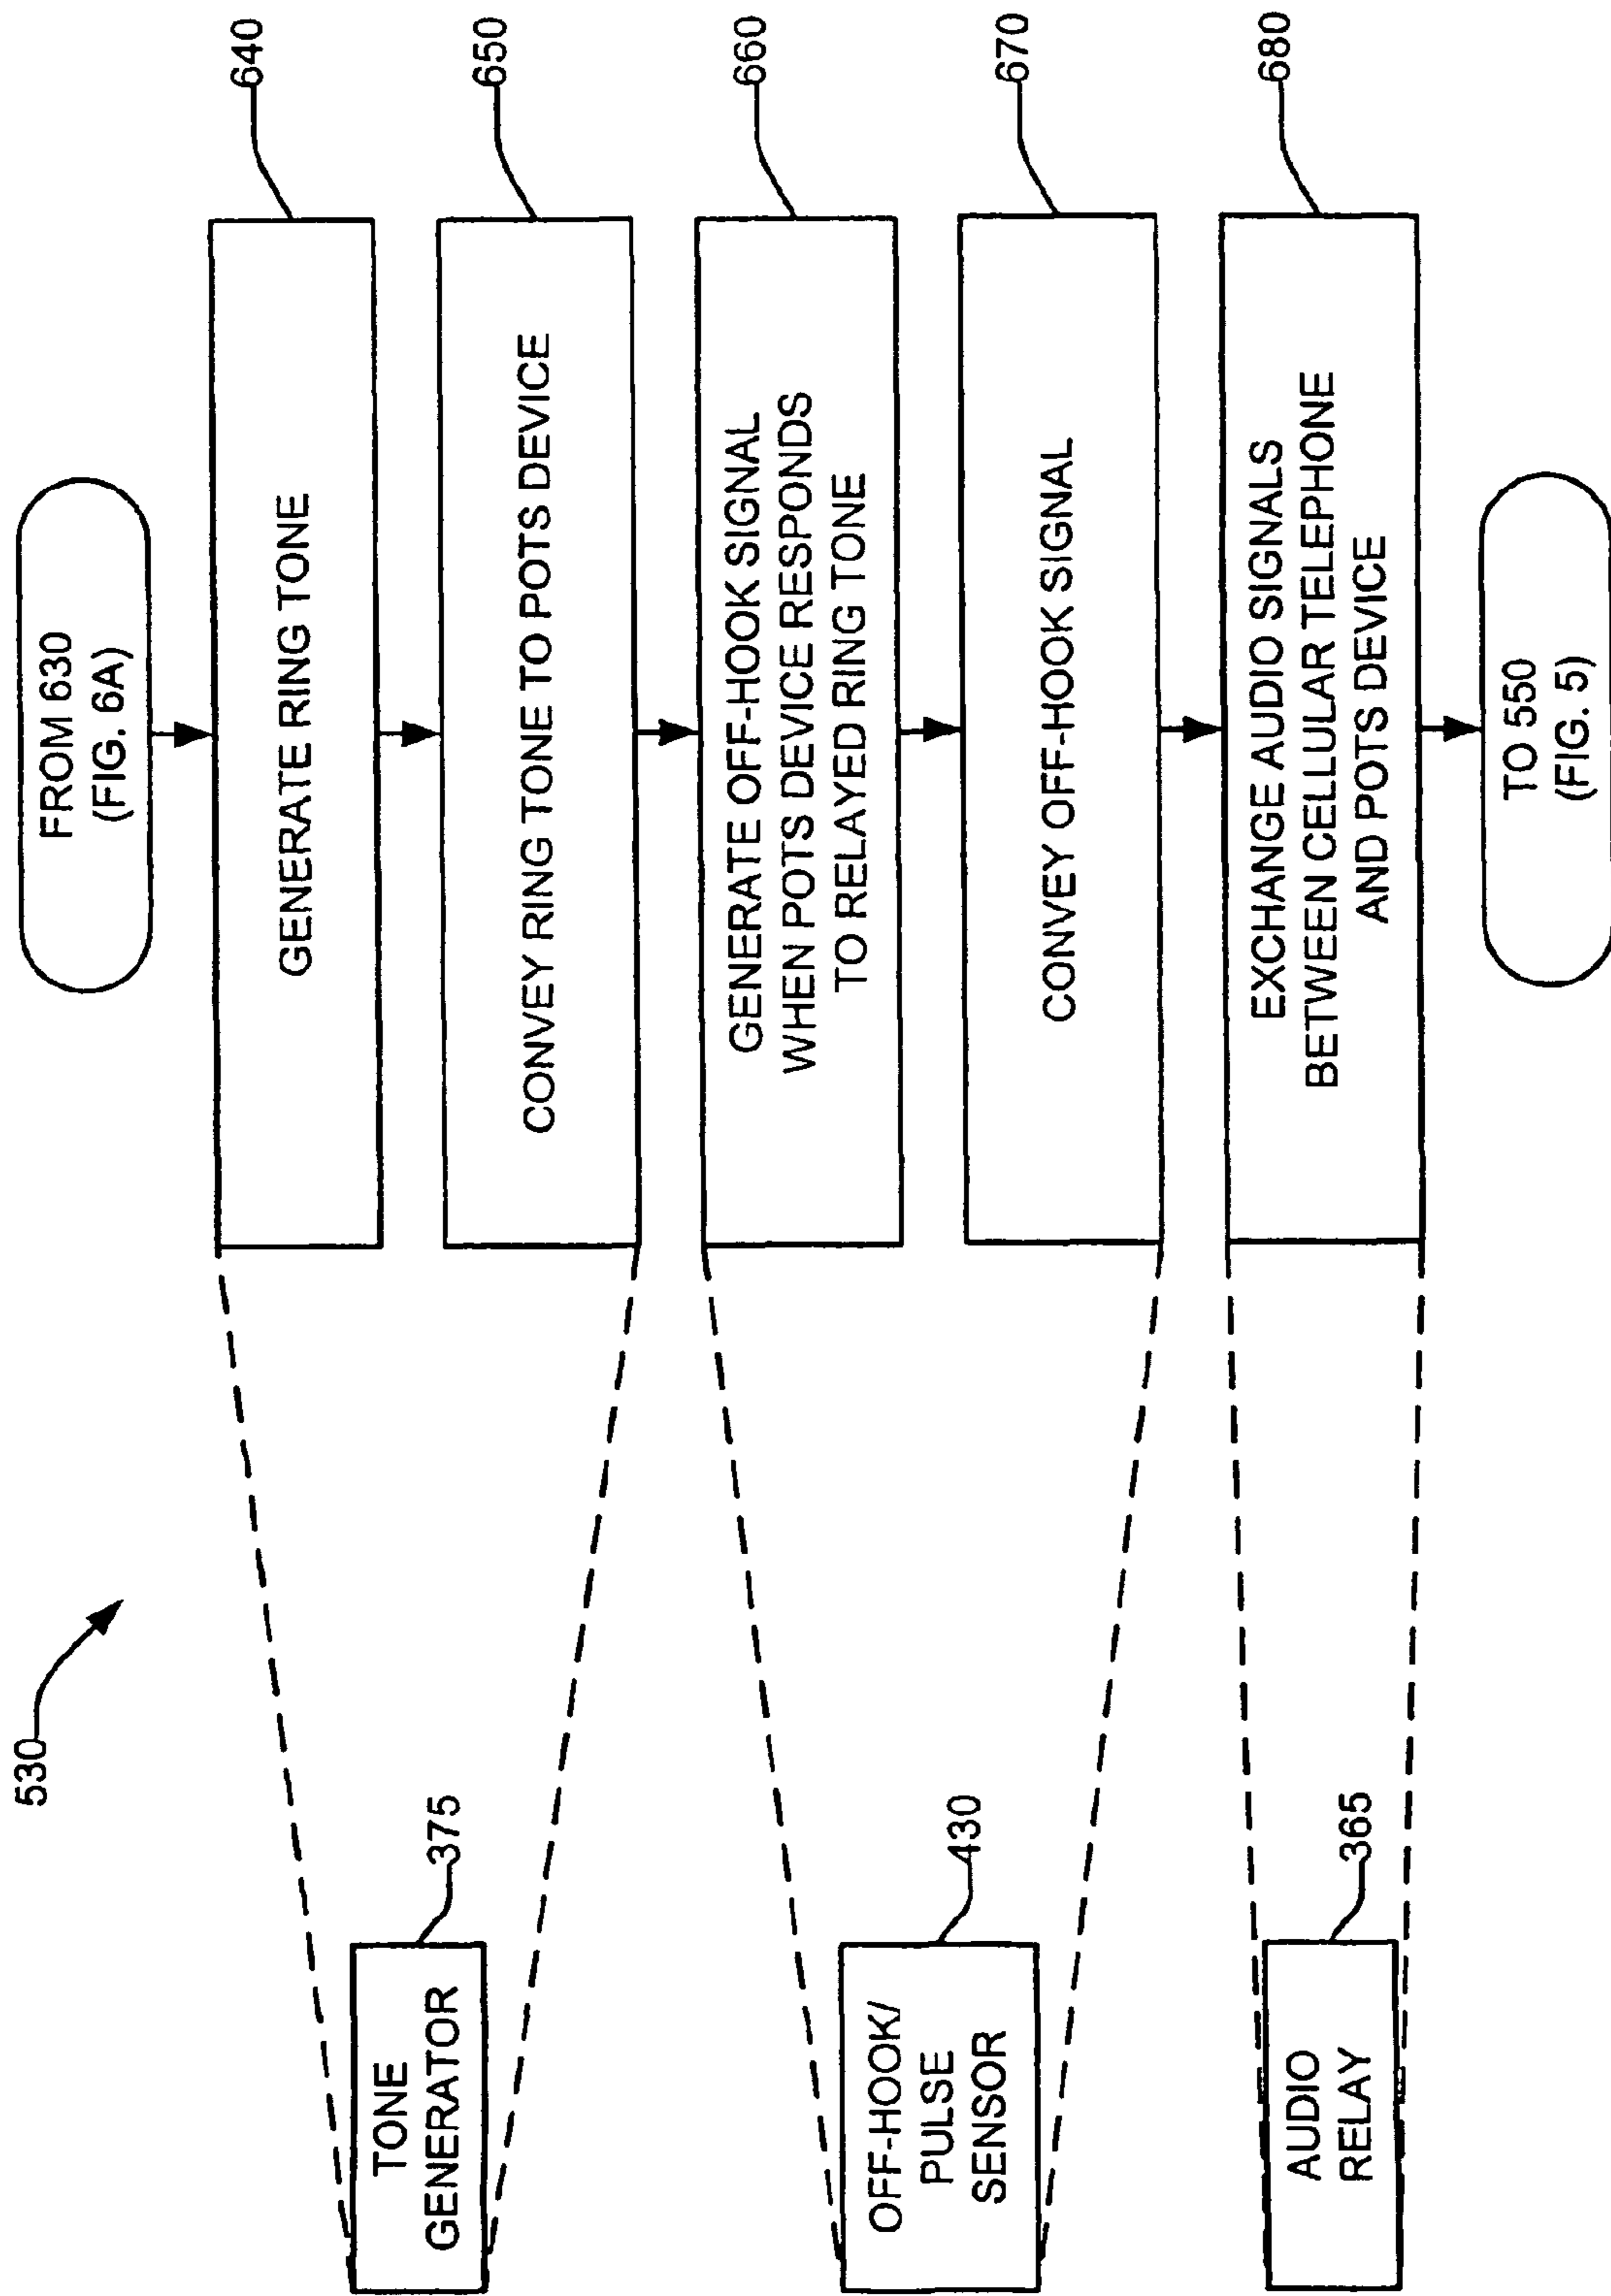 530
FROM 630
(FIG. 6A)
GENERATE RING TONE
640
CONVEY RING TONE TO POTS DEVICE
650
TONE
GENERATOR
375
GENERATE OFF-HOOK SIGNAL
WHEN POTS DEVICE RESPONDS
TO RELAYED RING TONE
660
CONVEY OFF-HOOK SIGNAL
670
OFF-HOOK/
PULSE
SENSOR
430
EXCHANGE AUDIO SIGNALS
BETWEEN CELLULAR TELEPHONE
AND POTS DEVICE
680
AUDIO
RELAY
365
TO 550
(FIG. 5)